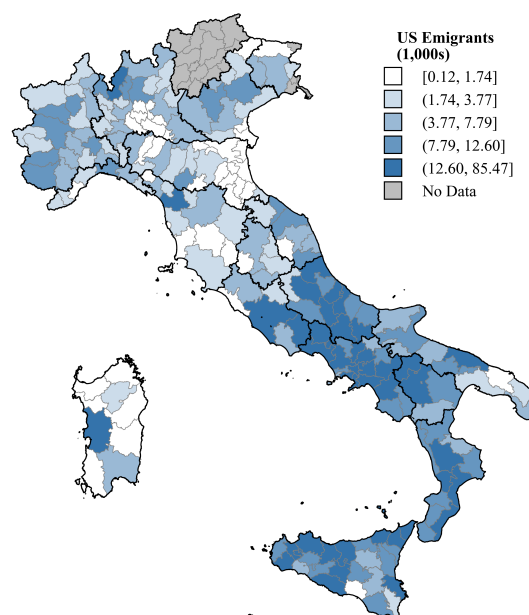 US Emigrants
(1,000s)
[0.12, 1.74]
(1.74, 3.77]
(3.77, 7.79]
(7.79, 12.60]
(12.60, 85.47]
No Data